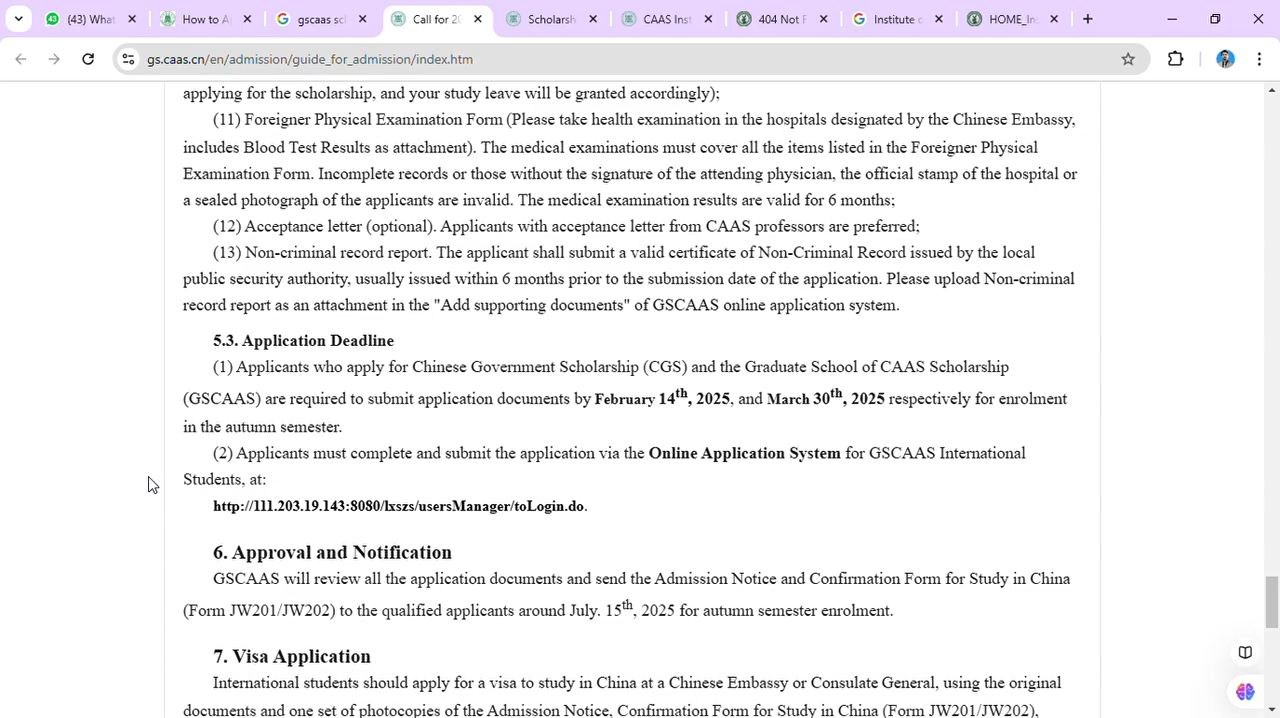 (43) What
How to A
gscaas sc
Call for 20
Scholarsh
CAAS Inst
404 Not F
Institute o
HOME_Ins
gs.caas.cn/en/admission/guide_for_admission/index.htm
applying for the scholarship, and your study leave will be granted accordingly);
(11) Foreigner Physical Examination Form (Please take health examination in the hospitals designated by the Chinese Embassy,
includes Blood Test Results as attachment). The medical examinations must cover all the items listed in the Foreigner Physical
Examination Form. Incomplete records or those without the signature of the attending physician, the official stamp of the hospital or
a sealed photograph of the applicants are invalid. The medical examination results are valid for 6 months;
(12) Acceptance letter (optional). Applicants with acceptance letter from CAAS professors are preferred;
(13) Non-criminal record report. The applicant shall submit a valid certificate of Non-Criminal Record issued by the local
public security authority, usually issued within 6 months prior to the submission date of the application. Please upload Non-criminal
record report as an attachment in the "Add supporting documents" of GSCAAS online application system.
5.3. Application Deadline
(1) Applicants who apply for Chinese Government Scholarship (CGS) and the Graduate School of CAAS Scholarship
(GSCAAS) are required to submit application documents by February 14th, 2025, and March 30th, 2025 respectively for enrolment
in the autumn semester.
(2) Applicants must complete and submit the application via the Online Application System for GSCAAS International
Students, at:
http://111.203.19.143:8080/lxszs/usersManager/toLogin.do.
6. Approval and Notification
GSCAAS will review all the application documents and send the Admission Notice and Confirmation Form for Study in China
(Form JW201/JW202) to the qualified applicants around July. 15th, 2025 for autumn semester enrolment.
7. Visa Application
International students should apply for a visa to study in China at a Chinese Embassy or Consulate General, using the original
documents and one set of photocopies of the Admission Notice, Confirmation Form for Study in China (Form JW201/JW202),